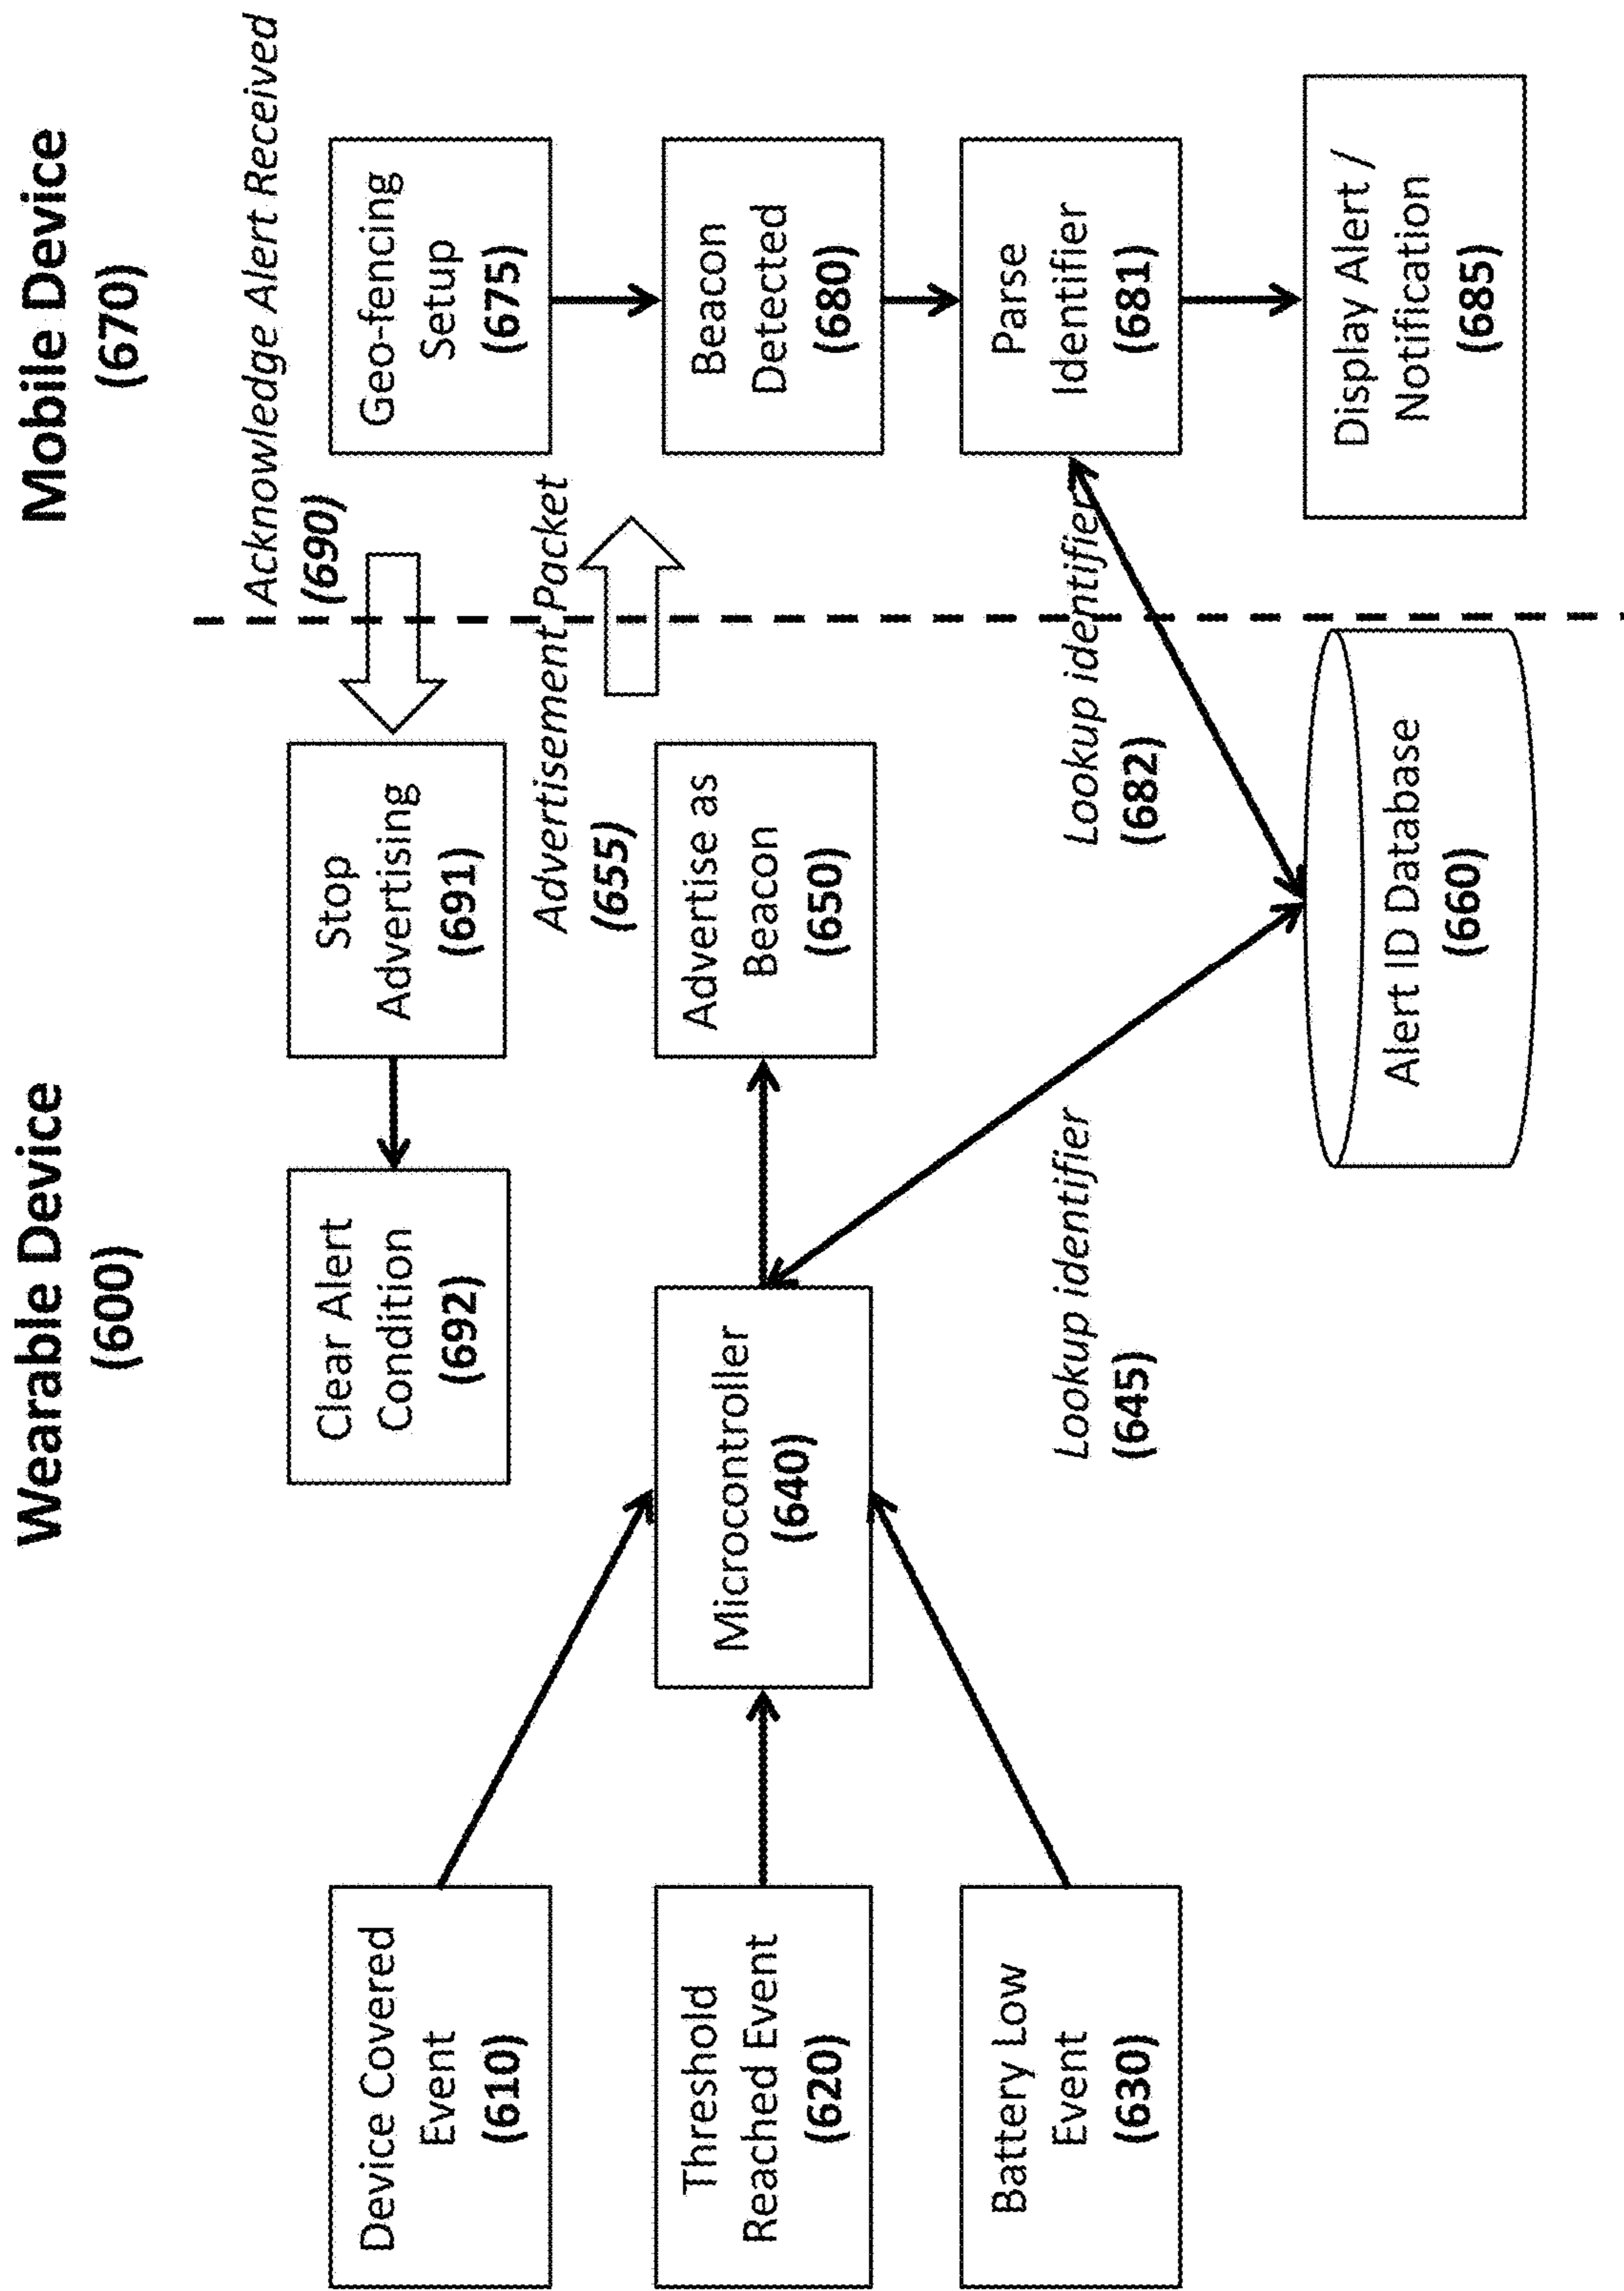 Wearable Device
(600)
Mobile Device
(670)
Acknowledge Alert Received
(690)
Clear Alert
Condition
(692)
Stop
Advertising
(691)
Advertisement Packet
(655)
Device Covered
Event
(610)
Threshold
Reached Event
(620)
Battery Low
Event
(630)
Microcontroller
(640)
Advertise as
Beacon
(650)
Lookup identifier
(645)
Lookup identifier
(682)
Alert ID Database
(660)
Geo-fencing
Setup
(675)
Beacon
Detected
(680)
Parse
Identifier
(681)
Display Alert /
Notification
(685)